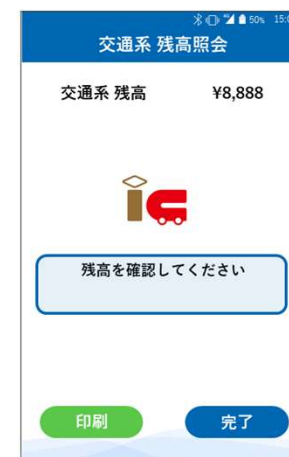 50% 15:0
交通系 残高照会
交通系 残高 ¥8,888
残高を確認してください
印刷 完了